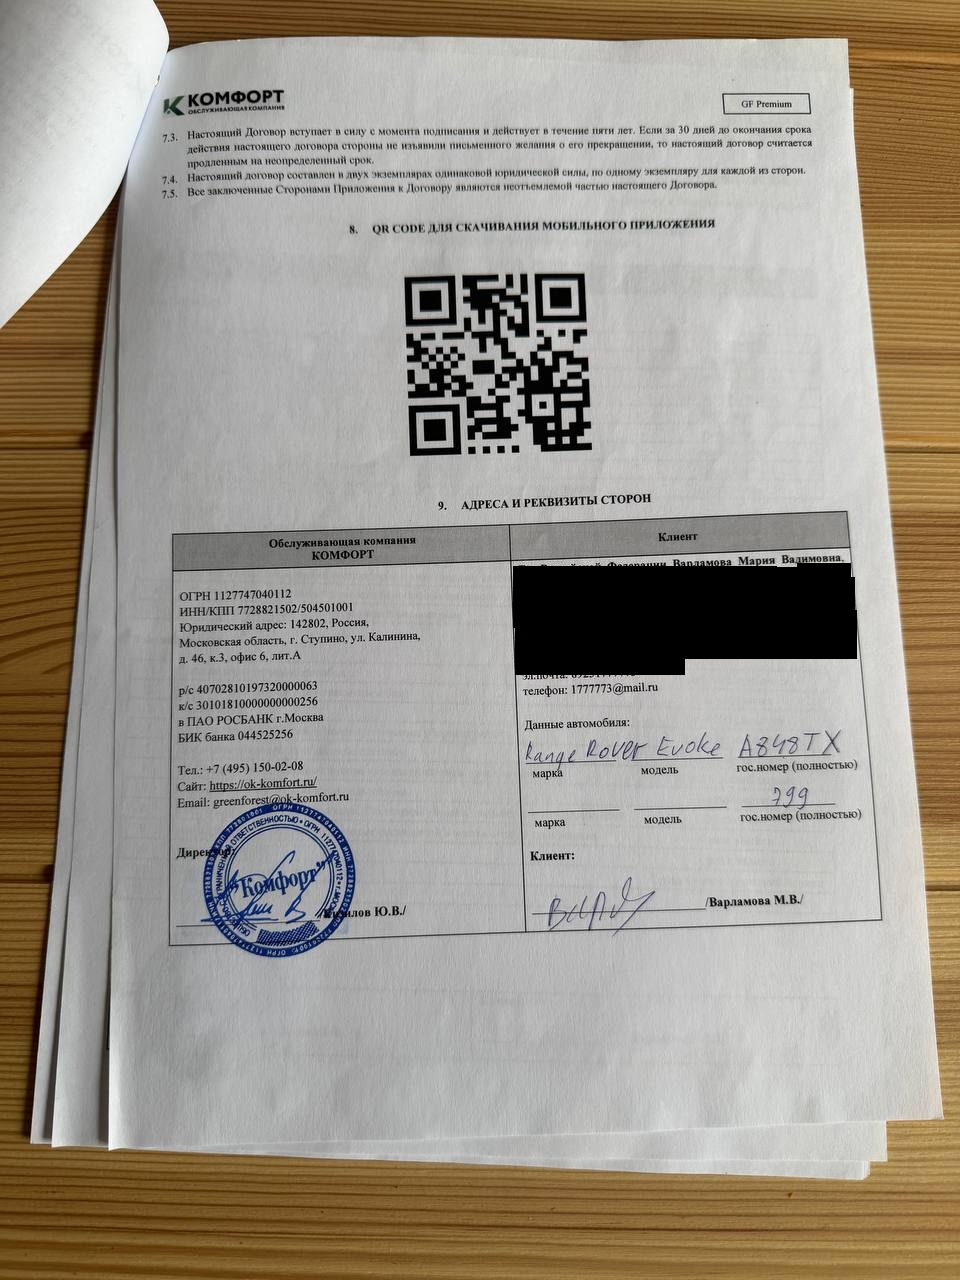 КОМФОРТ
ОБСЛУЖИВАЮЩАЯ КОМПАНИЯ
GF Premium
7.3. Настоящий Договор вступает в силу с момента подписания и действует в течение пяти лет. Если за 30 дней до окончания срока
действия настоящего договора стороны не изъявили письменного желания о его прекращении, то настоящий договор считается
продленным на неопределенный срок.
7.4. Настоящий договор составлен в двух экземплярах одинаковой юридической силы, по одному экземпляру для каждой из сторон.
7.5. Все заключенные Сторонами Приложения к Договору являются неотъемлемой частью настоящего Договора.
8. QR CODE ДЛЯ СКАЧИВАНИЯ МОБИЛЬНОГО ПРИЛОЖЕНИЯ
9. АДРЕСА И РЕКВИЗИТЫ СТОРОН
Обслуживающая компания
КОМФОРТ
ОГРН 1127747040112
ИНН/КПП 7728821502/504501001
Юридический адрес: 142802, Россия,
Московская область, г. Ступино, ул. Калинина,
д. 46, к.3, офис 6, лит.А
р/с 40702810197320000063
к/с 30101810000000000256
в ПАО РОСБАНК г.Москва
БИК банка 044525256
Тел.: +7 (495) 150-02-08
Сайт: https://ok-komfort.ru/
Email: greenforest@ok-komfort.ru
Директор
"Комфорт"
Ю.В./
Клиент
Федерации Варламова Мария Вадимовна,
эл.почта:
телефон: 1777773@mail.ru
Данные автомобиля:
Range Rover Evoke A848TX
марка модель гос.номер (полностью)
799
марка модель гос.номер (полностью)
Клиент:
/Варламова М.В./